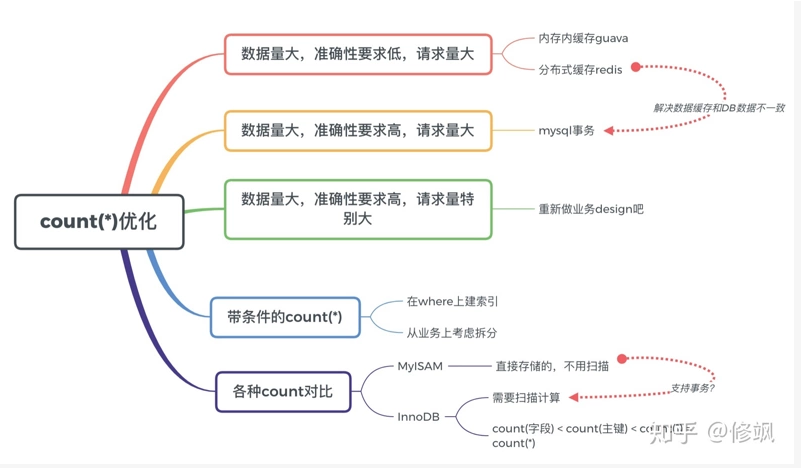 数据量大，准确性要求低，请求量大
内存内缓存guava
分布式缓存redis
解决数据缓存和DB数据不一致
数据量大，准确性要求高，请求量大
mysql事务
数据量大，准确性要求高，请求量特
别大
重新做业务design吧
count(*)优化
带条件的count(*)
在where上建索引
从业务上考虑拆分
各种count对比
MyISAM
直接存储的，不用扫描
支持事务?
InnoDB
需要扫描计算
count(字段) < count(主键) <
count(*)
知乎 @修飒